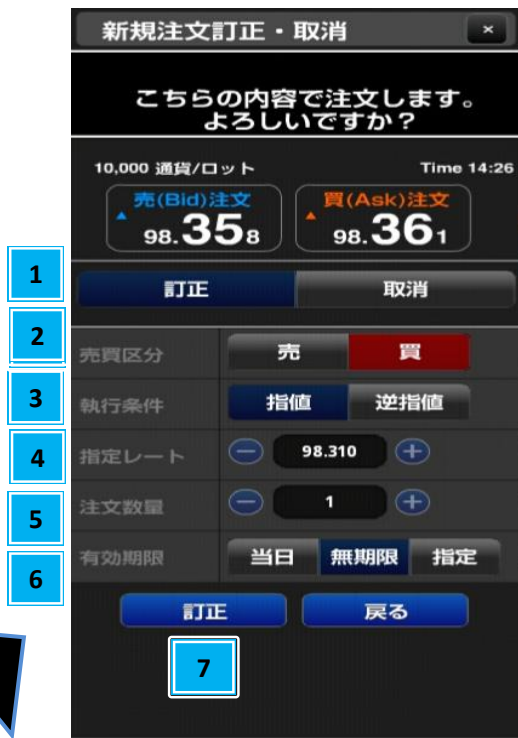 新規注文訂正・取消 ×
こちらの内容で注文します。
よろしいですか？
10,000 通貨/ロット Time 14:26
売(Bid)注文 買(Ask)注文
98.358 98.361
1 訂正 取消
2 売買区分 売 買
3 執行条件 指値 逆指値
4 指定レート 98.310
5 注文数量 1
6 有効期限 当日 無期限 指定
訂正 戻る
7